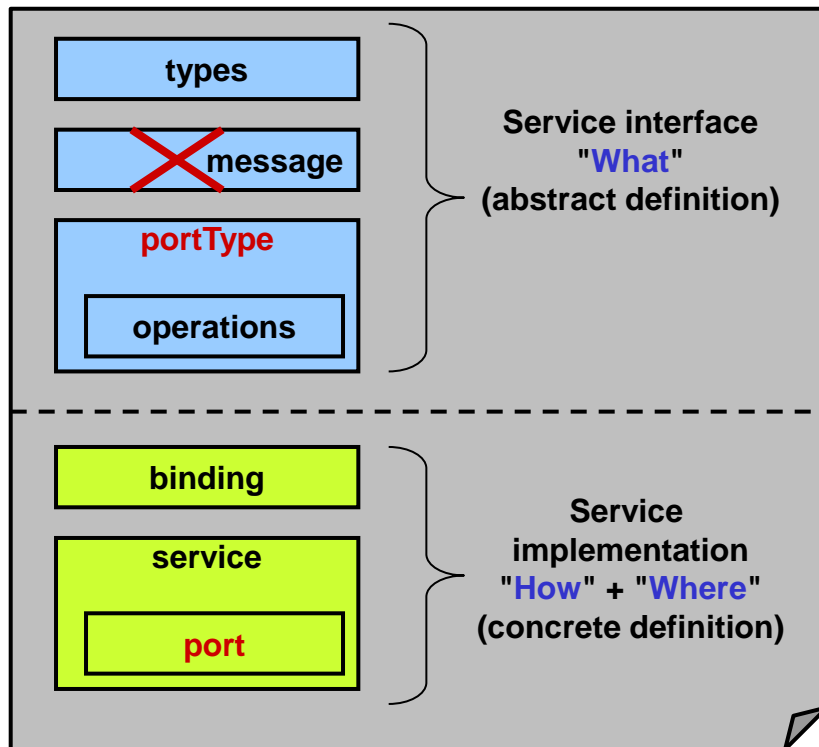 types
message
portType
operations
Service interface
"What"
(abstract definition)
binding
service
port
Service
implementation
"How" + "Where"
(concrete definition)